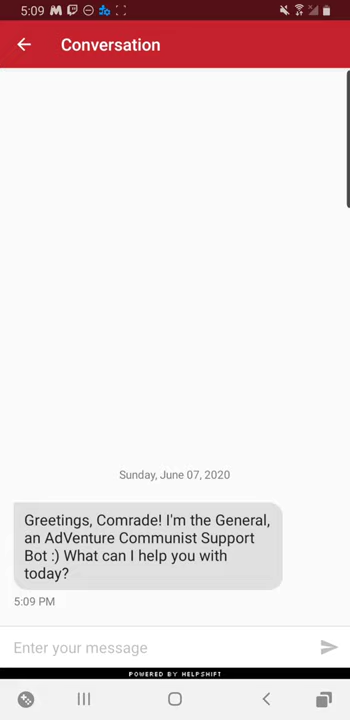 5:09
Conversation
Sunday, June 07, 2020
Greetings, Comrade! I'm the General,
an AdVenture Communist Support
Bot :) What can I help you with
today?
5:09 PM
Enter your message
POWERED BY HELPSHIFT